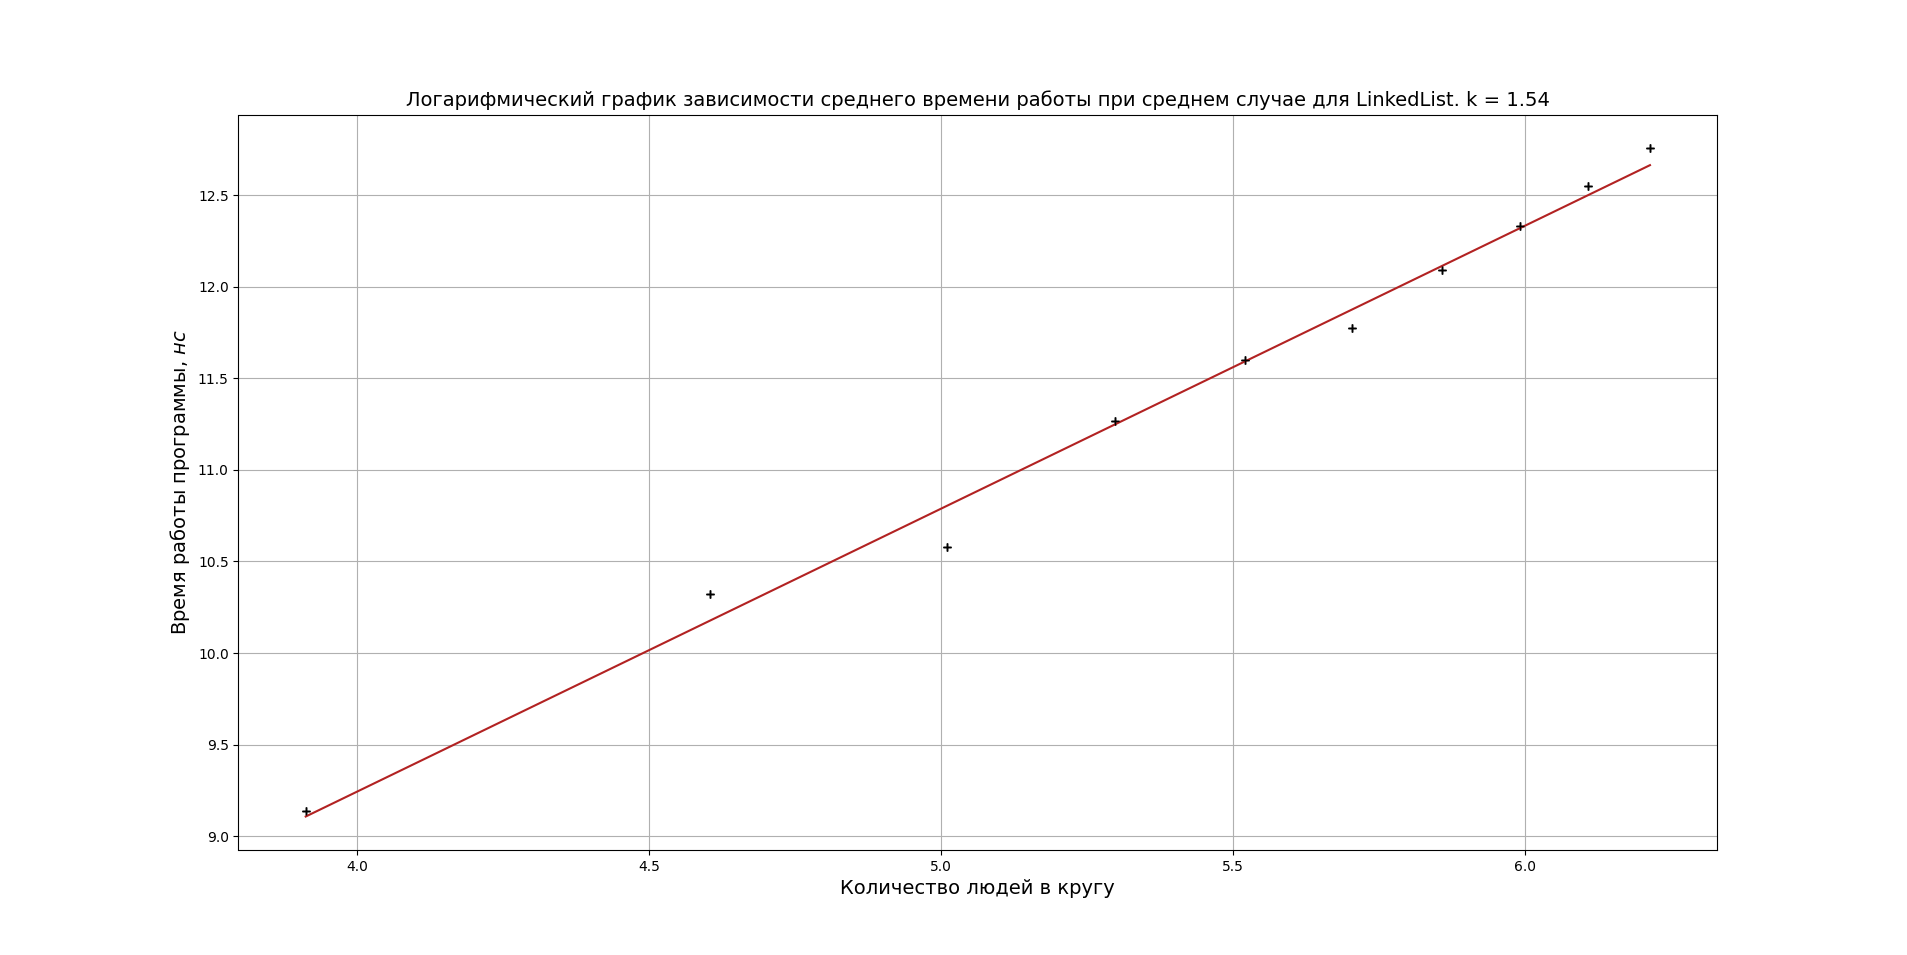 Логарифмический график зависимости среднего времени работы при среднем случае для LinkedList. k = 1.54
Время работы программы, нс
12.5
12.0
11.5
11.0
10.5
10.0
9.5
9.0
4.0 4.5 5.0 5.5 6.0
Количество людей в кругу